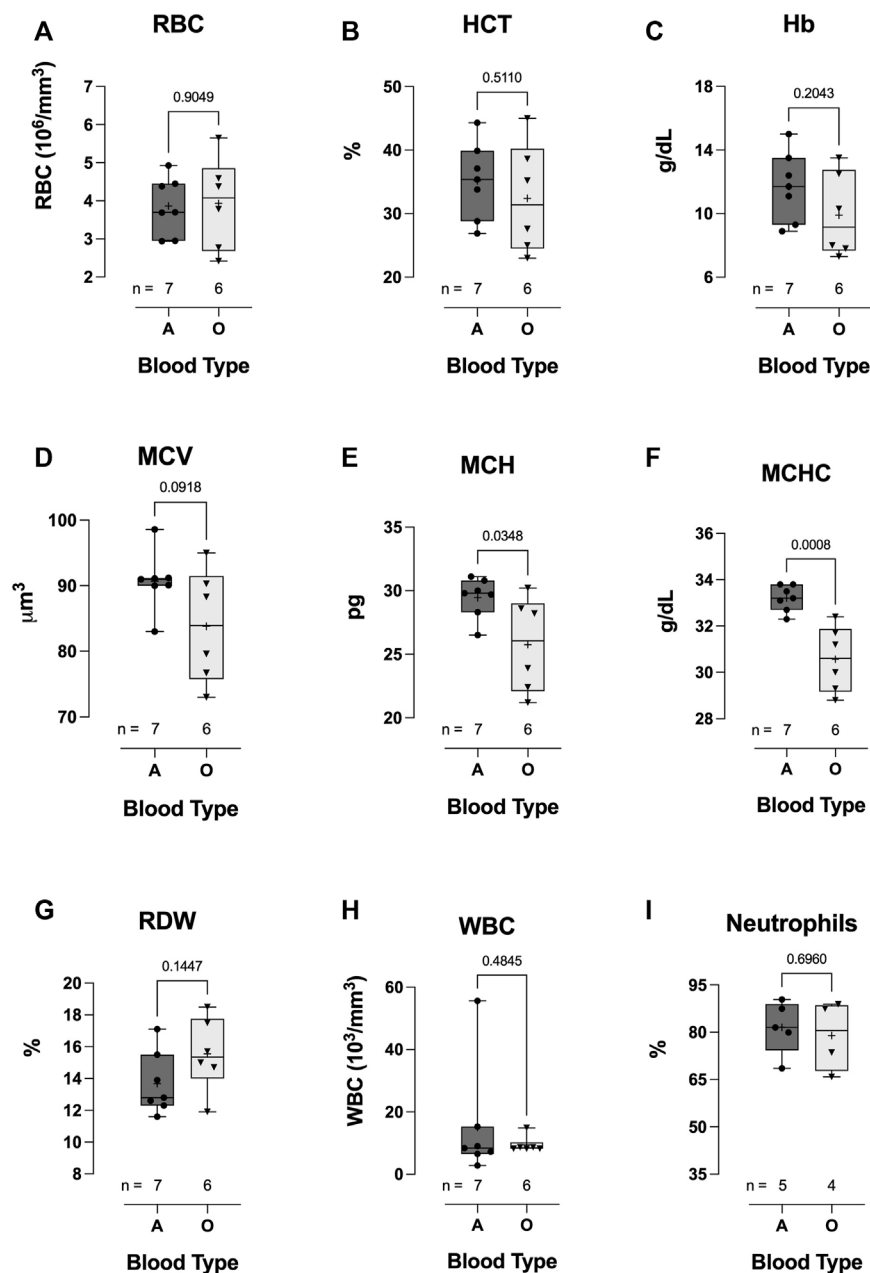 A RBC
RBC (10⁶/mm³)
0.9049
7
6
5
4
3
2
n = 7 6
A O
Blood Type
B HCT
%
0.5110
50
40
30
20
n = 7 6
A O
Blood Type
C Hb
g/dL
0.2043
18
14
10
6
n = 7 6
A O
Blood Type
D MCV
μm³
0.0918
100
90
80
70
n = 7 6
A O
Blood Type
E MCH
pg
0.0348
35
30
25
20
n = 7 6
A O
Blood Type
F MCHC
g/dL
0.0008
36
34
32
30
28
n = 7 6
A O
Blood Type
G RDW
%
0.1447
20
18
16
14
12
10
8
n = 7 6
A O
Blood Type
H WBC
WBC (10³/mm³)
0.4845
60
40
20
0
n = 7 6
A O
Blood Type
I Neutrophils
%
0.6960
95
80
65
50
35
n = 5 4
A O
Blood Type